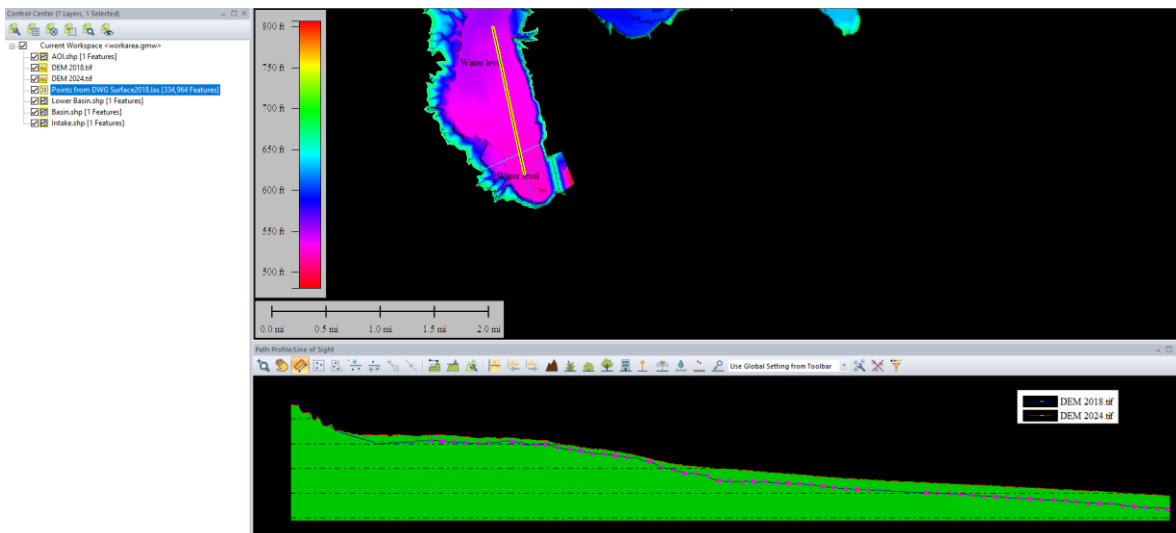 Control Center (7 Layers, 1 Selected)
Current Workspace <workarea.gmw>
AOI.shp [1 Features]
DEM 2018.tif
DEM 2024.tif
Points from DWG Surface2018.las [334,964 Features]
Lower Basin.shp [1 Features]
Basin.shp [1 Features]
Intake.shp [1 Features]
800 ft
750 ft
700 ft
650 ft
600 ft
550 ft
500 ft
Water level
Water level
0.0 mi 0.5 mi 1.0 mi 1.5 mi 2.0 mi
Path Profile/Line of Sight
Use Global Setting from Toolbar
DEM 2018.tif
DEM 2024.tif